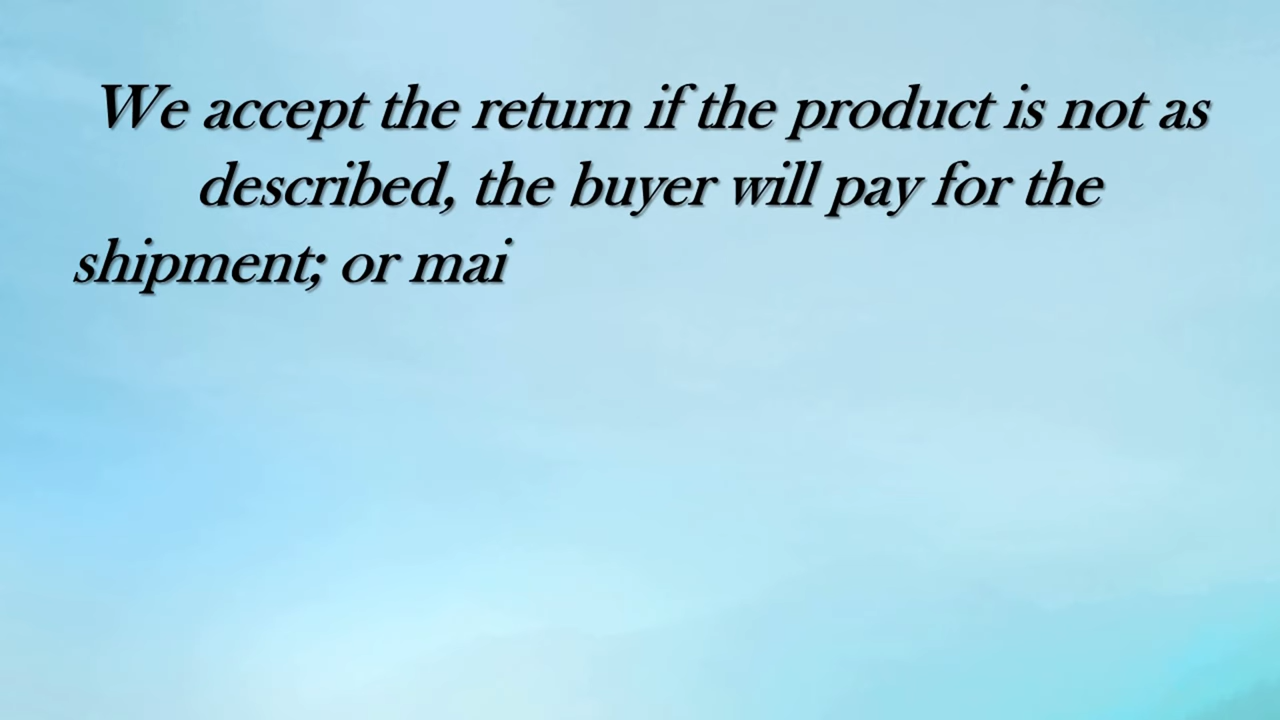 We accept the return if the product is not as
described, the buyer will pay for the
shipment; or mai